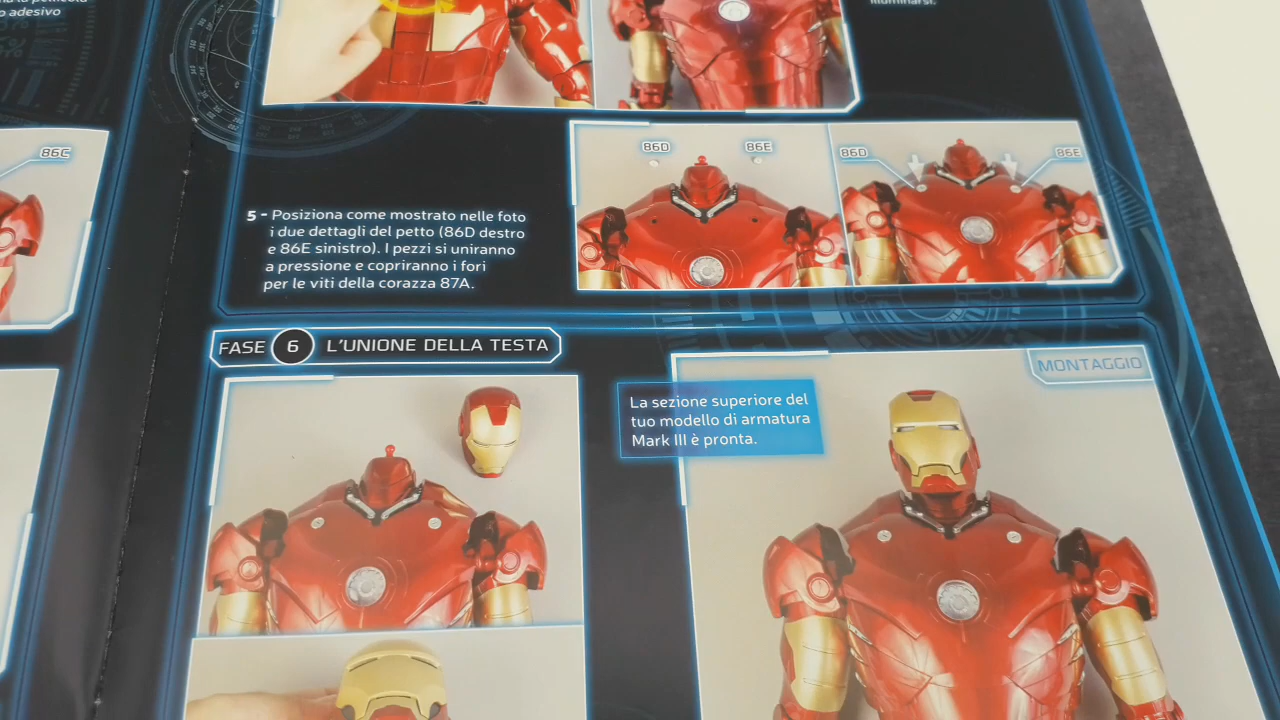 adesivo
86C
illuminarsi.
86D
86E
86D
86E
5 - Posiziona come mostrato nelle foto
i due dettagli del petto (86D destro
e 86E sinistro). I pezzi si uniranno
a pressione e copriranno i fori
per le viti della corazza 87A.
FASE 6 L'UNIONE DELLA TESTA
MONTAGGIO
La sezione superiore del
tuo modello di armatura
Mark III è pronta.